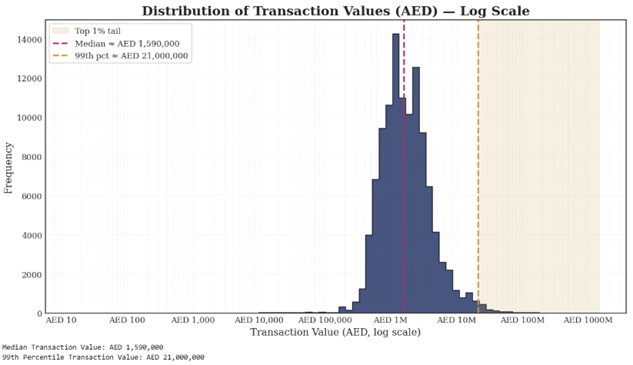 Distribution of Transaction Values (AED) — Log Scale
Top 1% tail
Median ≈ AED 1,590,000
99th pct ≈ AED 21,000,000
14000
12000
10000
8000
6000
4000
2000
0
Frequency
AED 10 AED 100 AED 1,000 AED 10,000 AED 100,000 AED 1M AED 10M AED 100M AED 1000M
Transaction Value (AED, log scale)
Median Transaction Value: AED 1,590,000
99th Percentile Transaction Value: AED 21,000,000